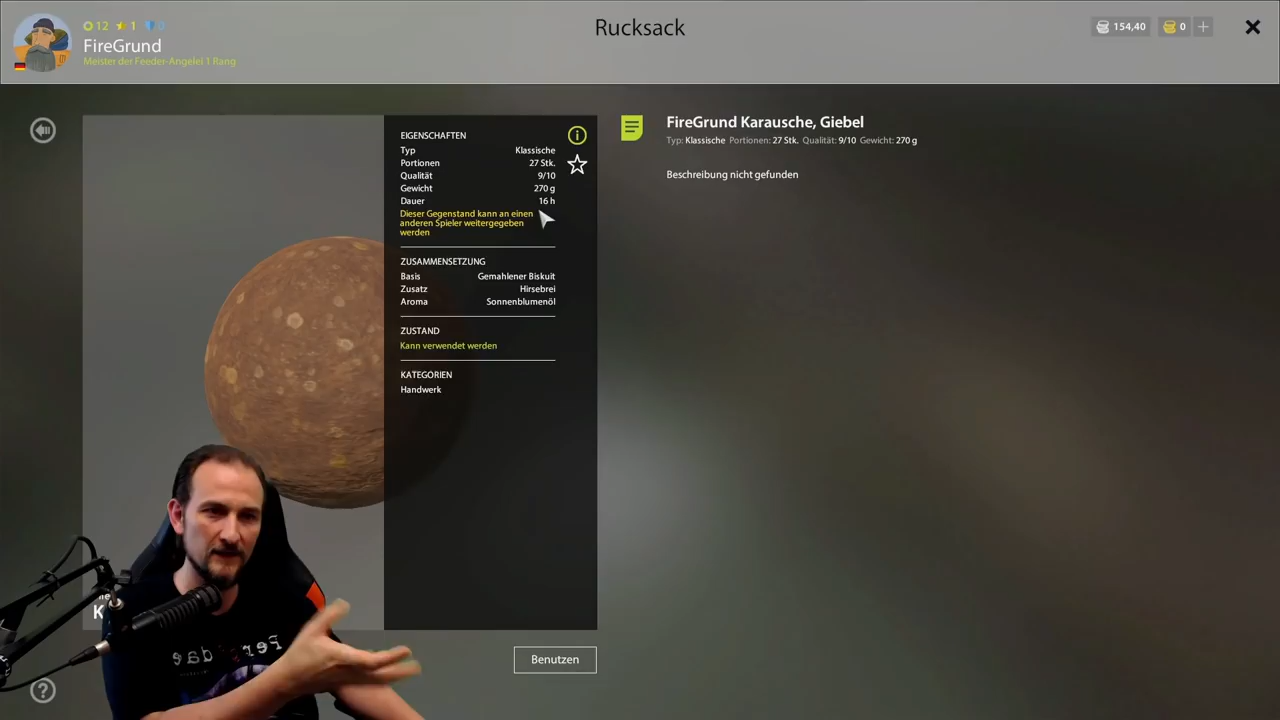 12 1 0
FireGrund
Meister der Feeder-Angelei 1 Rang
Rucksack
154,40 0
EIGENSCHAFTEN
Typ Klassische
Portionen 27 Stk.
Qualität 9/10
Gewicht 270 g
Dauer 16 h
Dieser Gegenstand kann an einen
anderen Spieler weitergegeben
werden
ZUSAMMENSETZUNG
Basis Gemahlener Biskuit
Zusatz Hirsebrei
Aroma Sonnenblumenöl
ZUSTAND
Kann verwendet werden
KATEGORIEN
Handwerk
FireGrund Karausche, Giebel
Typ: Klassische Portionen: 27 Stk. Qualität: 9/10 Gewicht: 270 g
Beschreibung nicht gefunden
Benutzen